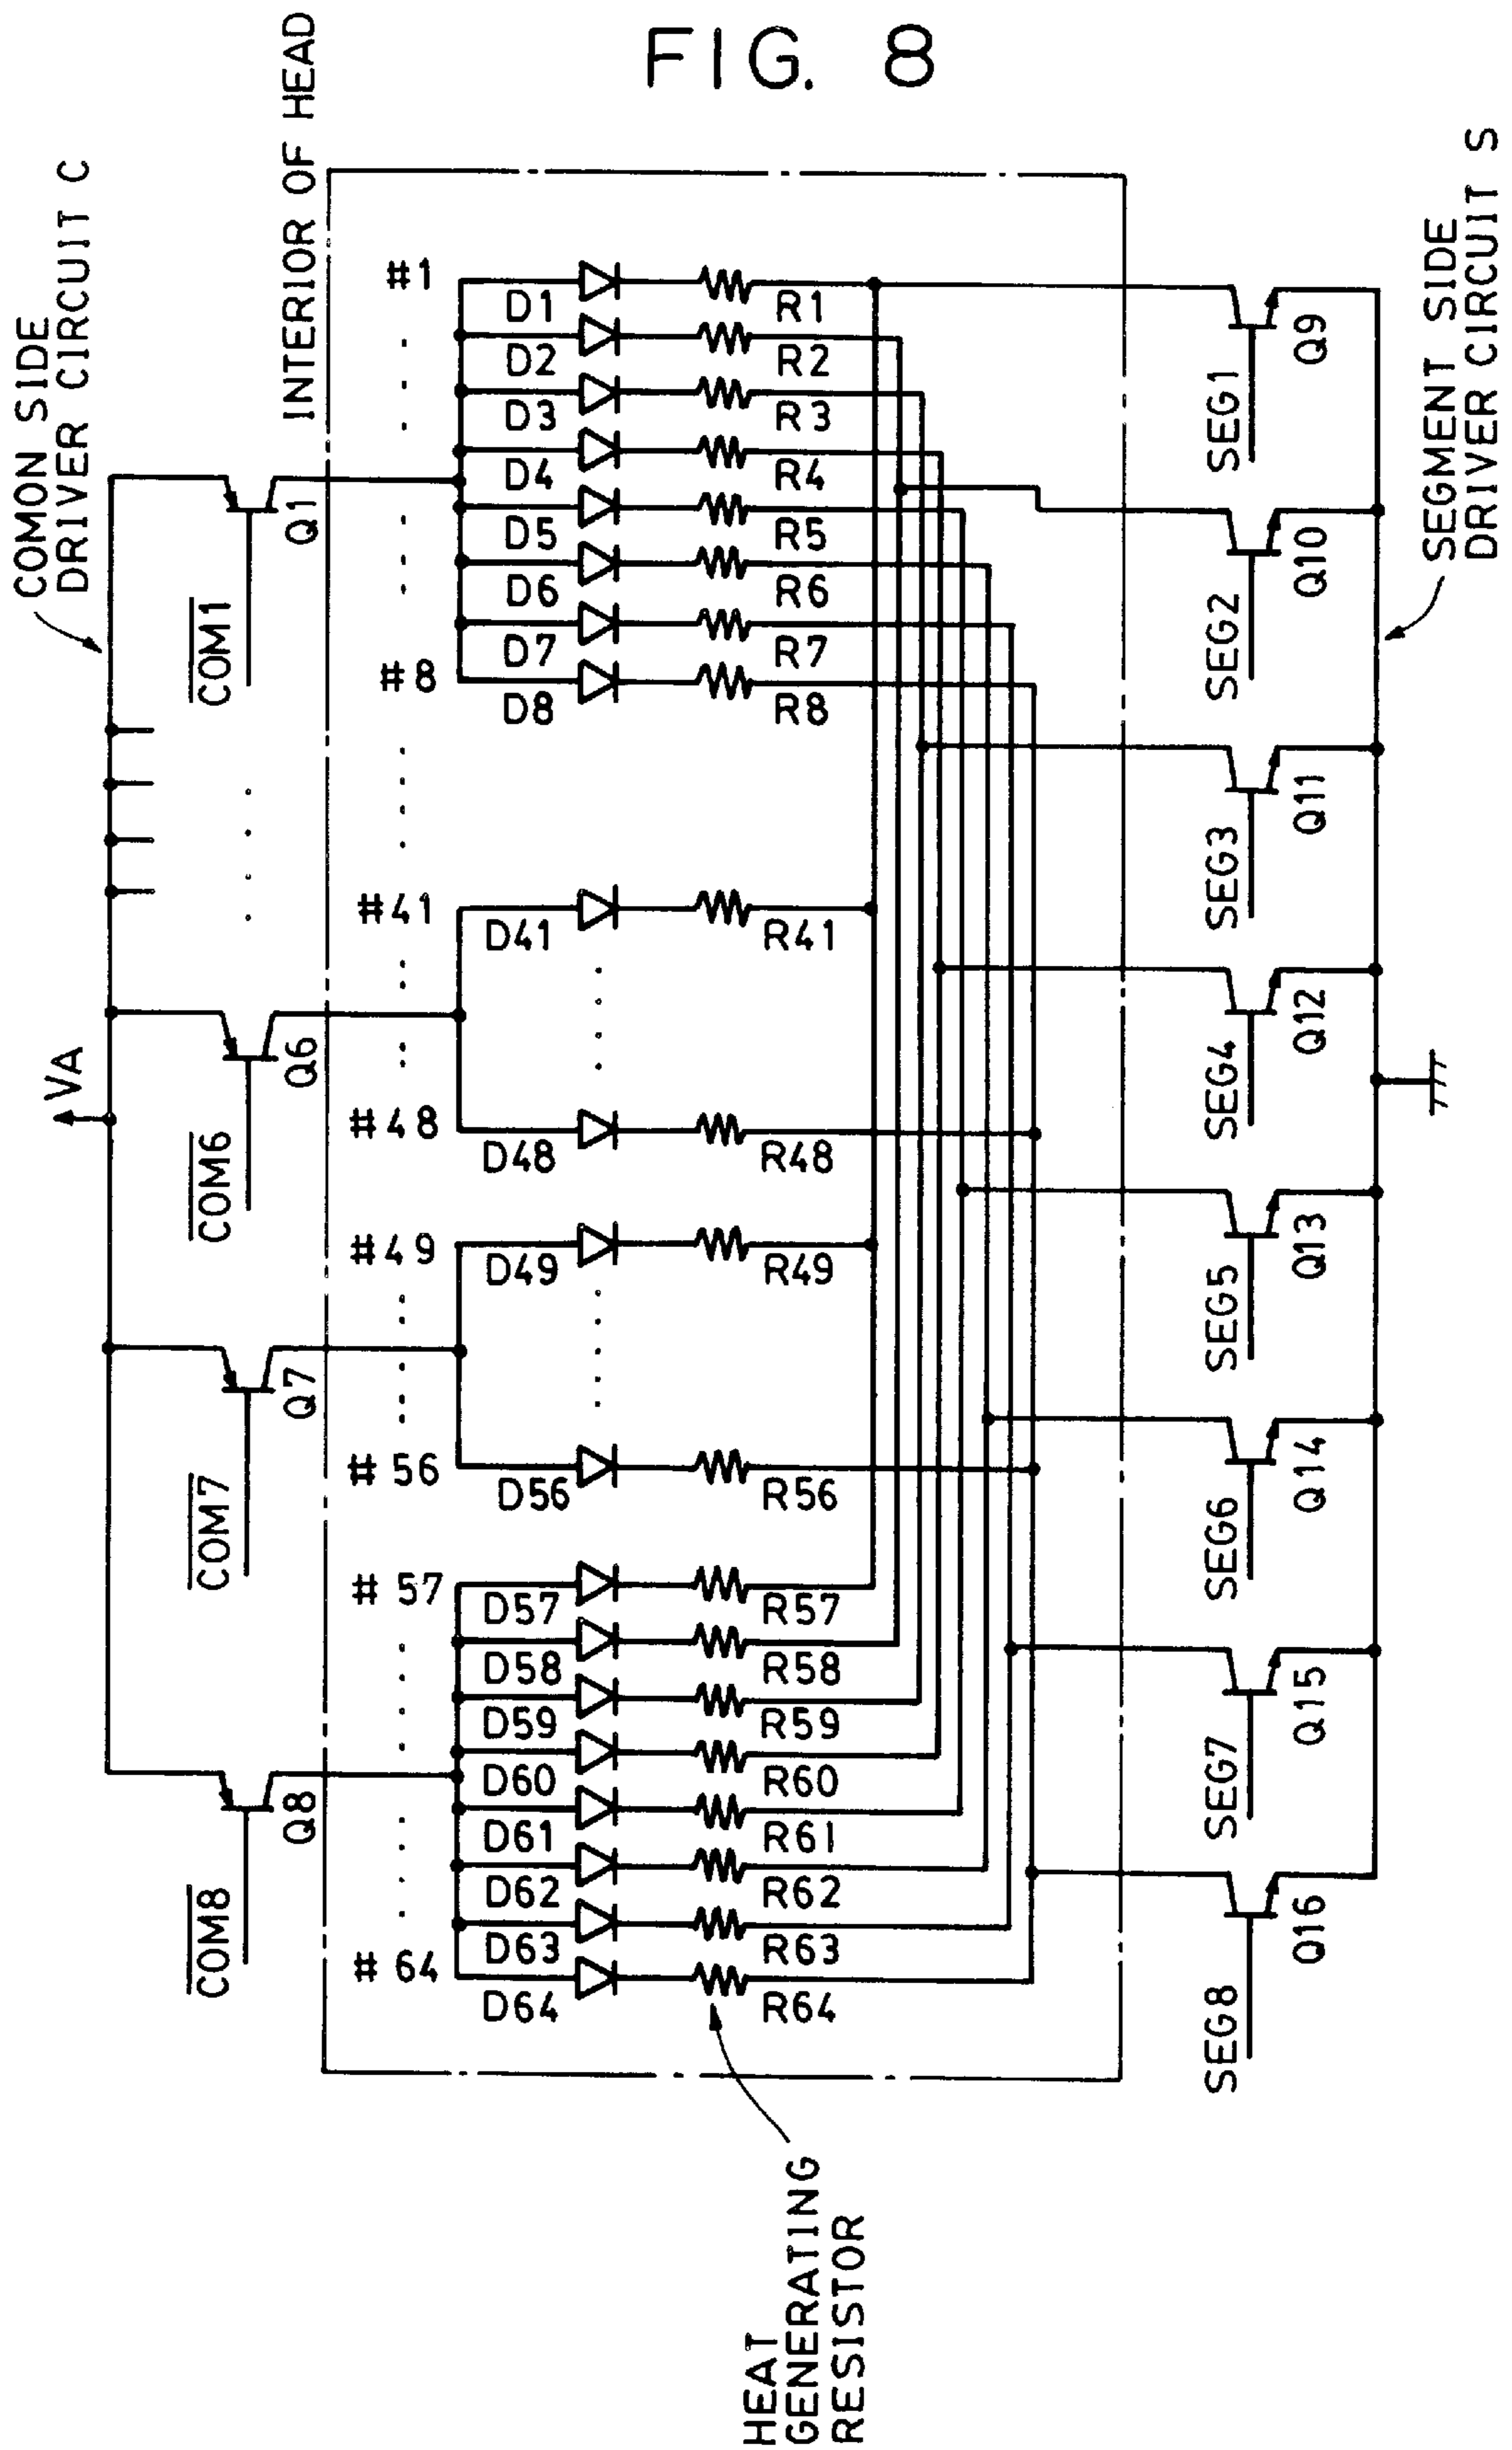 FIG. 8
COMON SIDE
DRIVER CIRCUIT C
INTERIOR OF HEAD
VA
COM8
COM7
COM6
COM1
Q8
Q7
Q6
Q1
#64
#57
#56
#49
#48
#41
#8
#1
D64
D63
D62
D61
D60
D59
D58
D57
D56
D49
D48
D41
D8
D7
D6
D5
D4
D3
D2
D1
R64
R63
R62
R61
R60
R59
R58
R57
R56
R49
R48
R41
R8
R7
R6
R5
R4
R3
R2
R1
HEAT
GENERATING
RESISTOR
SEG8
SEG7
SEG6
SEG5
SEG4
SEG3
SEG2
SEG1
Q16
Q15
Q14
Q13
Q12
Q11
Q10
Q9
SEGMENT SIDE
DRIVER CIRCUIT S